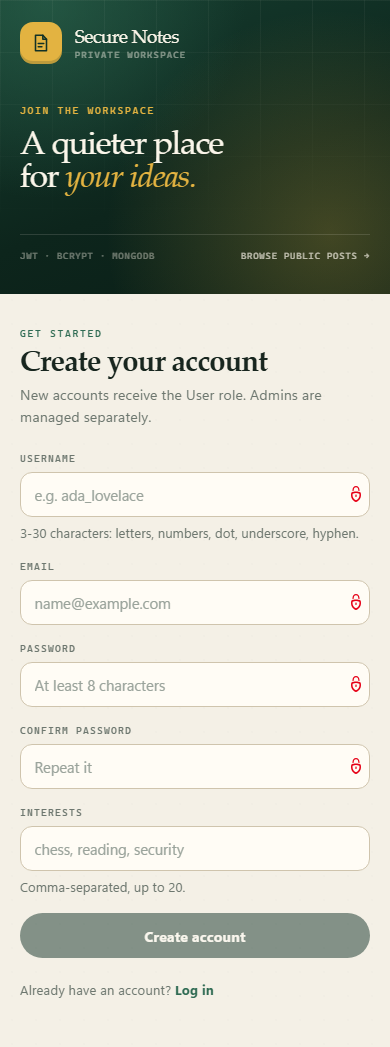 Secure Notes
PRIVATE WORKSPACE
JOIN THE WORKSPACE
A quieter place
for your ideas.
JWT · BCRYPT · MONGODB
BROWSE PUBLIC POSTS →
GET STARTED
Create your account
New accounts receive the User role. Admins are
managed separately.
USERNAME
e.g. ada_lovelace
3-30 characters: letters, numbers, dot, underscore, hyphen.
EMAIL
name@example.com
PASSWORD
At least 8 characters
CONFIRM PASSWORD
Repeat it
INTERESTS
chess, reading, security
Comma-separated, up to 20.
Create account
Already have an account? Log in